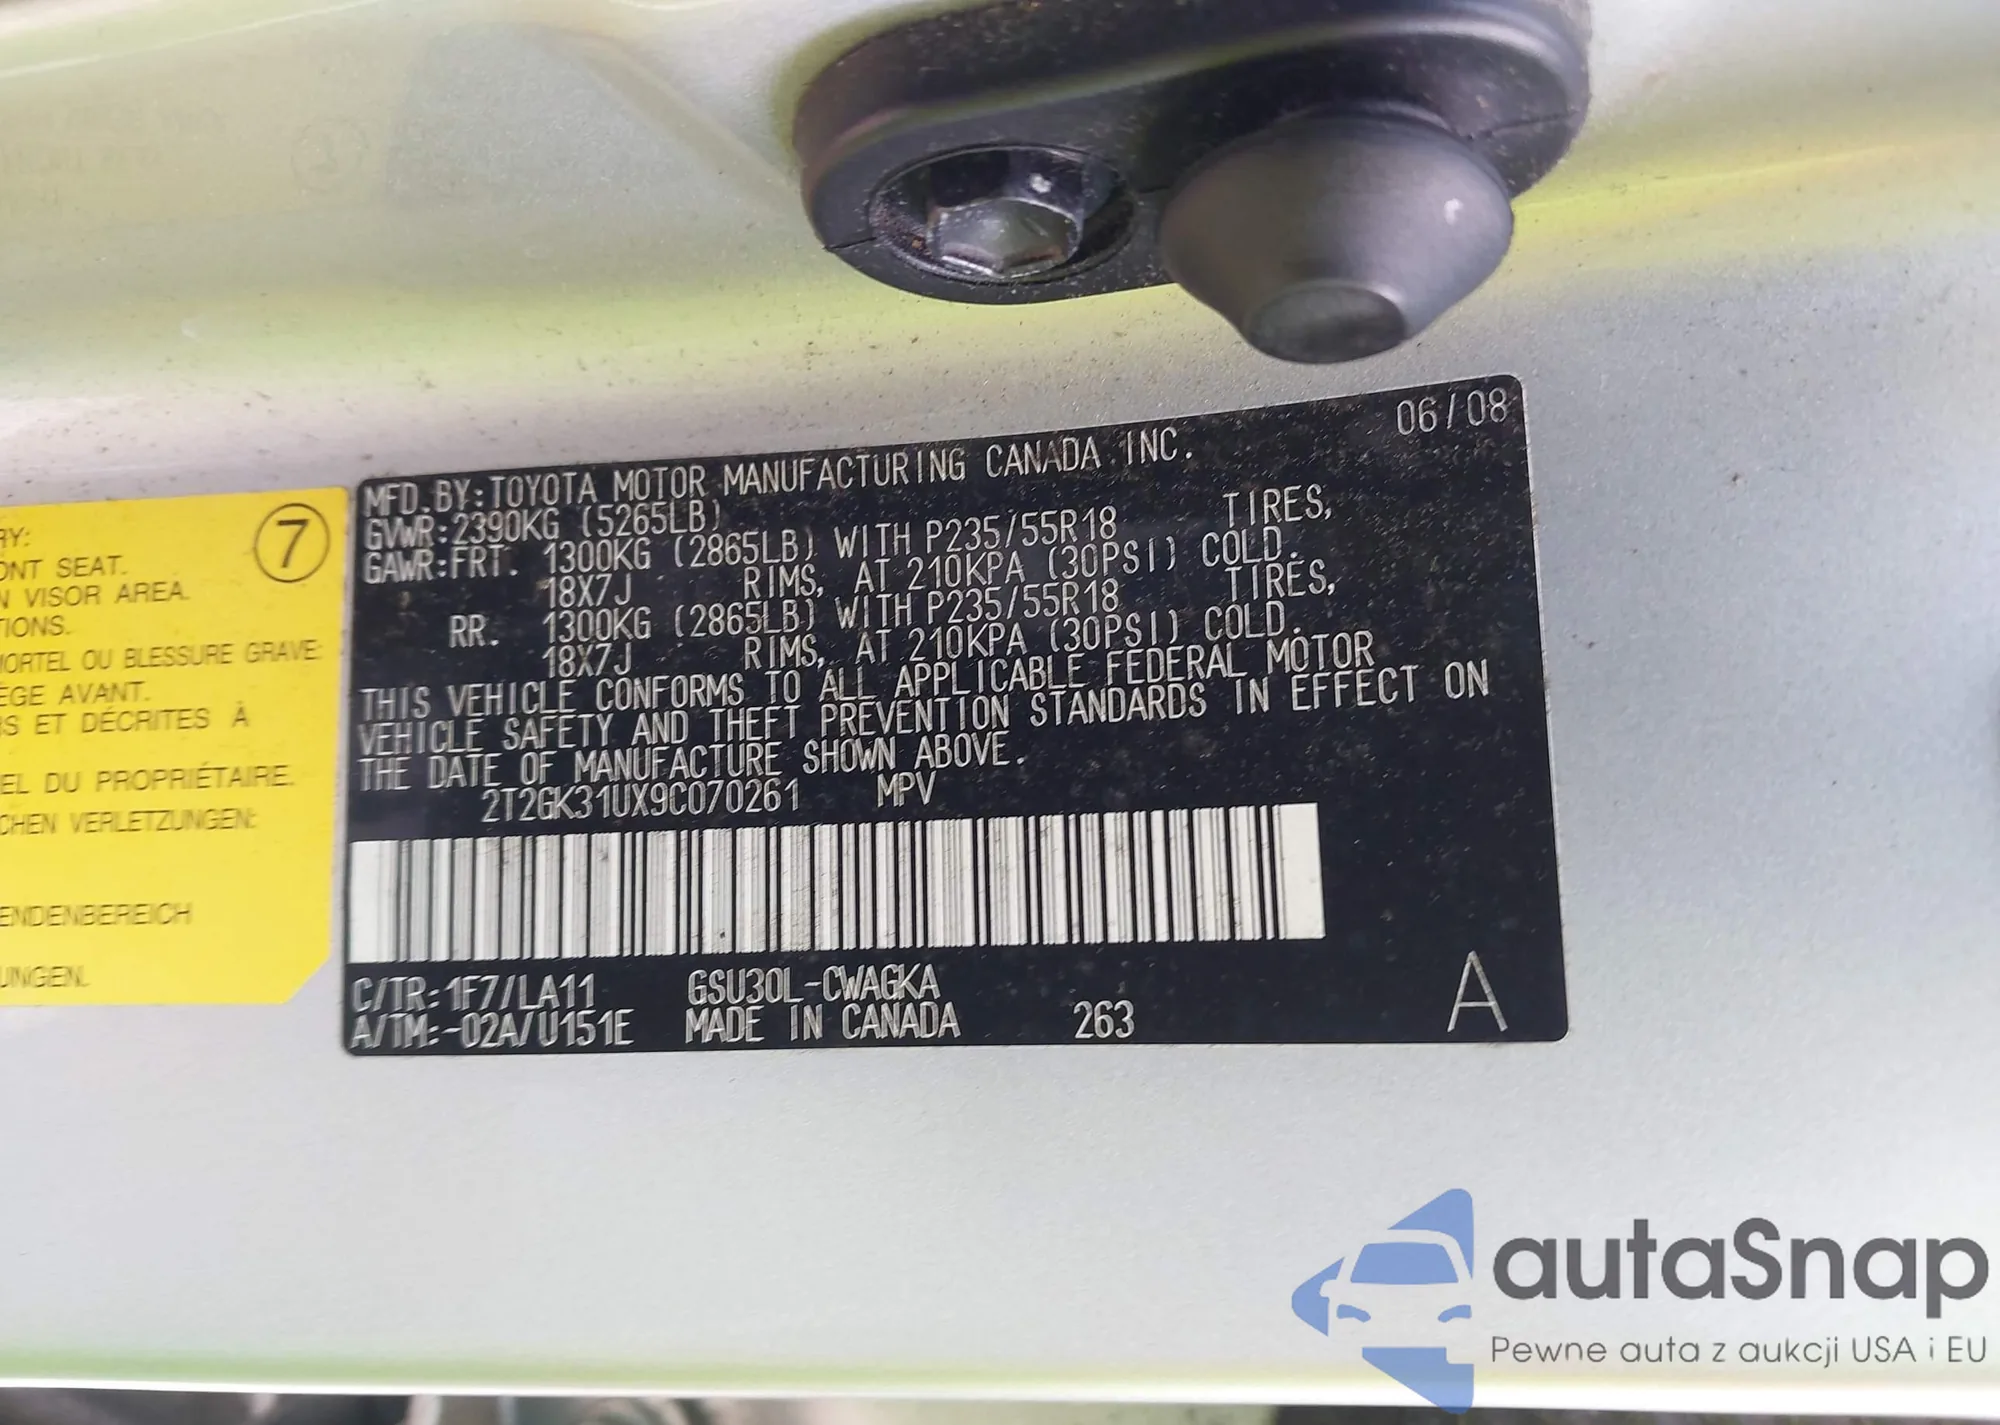 RY:
ONT SEAT.
N VISOR AREA.
TIONS.
MORTEL OU BLESSURE GRAVE:
ÈGE AVANT.
RS ET DÉCRITES À
EL DU PROPRIÉTAIRE.
CHEN VERLETZUNGEN:
ENDENBEREICH
UNGEN.
7
06/08
MFD.BY:TOYOTA MOTOR MANUFACTURING CANADA INC.
GVWR:2390KG (5265LB)
GAWR:FRT. 1300KG (2865LB) WITH P235/55R18 TIRES,
18X7J RIMS, AT 210KPA (30PSI) COLD.
RR. 1300KG (2865LB) WITH P235/55R18 TIRES,
18X7J RIMS, AT 210KPA (30PSI) COLD.
THIS VEHICLE CONFORMS TO ALL APPLICABLE FEDERAL MOTOR
VEHICLE SAFETY AND THEFT PREVENTION STANDARDS IN EFFECT ON
THE DATE OF MANUFACTURE SHOWN ABOVE.
2T2GK31UX9C070261 MPV
C/TR:1F7/LA11 GSU30L-CWAGKA
A/TM:-02A/U151E MADE IN CANADA 263
A
autaSnap
Pewne auta z aukcji USA i EU